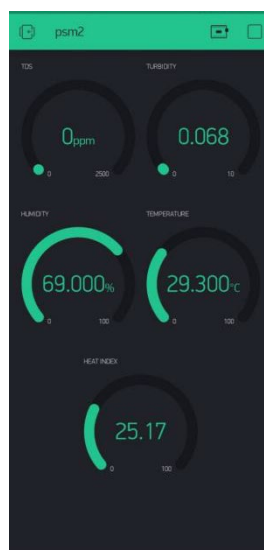 psm2
TDS TURBIDITY
0ppm 0.068
0 2500 0 10
HUMIDITY TEMPERATURE
69.000% 29.300°C
0 100 0 100
HEAT INDEX
25.17
0 100